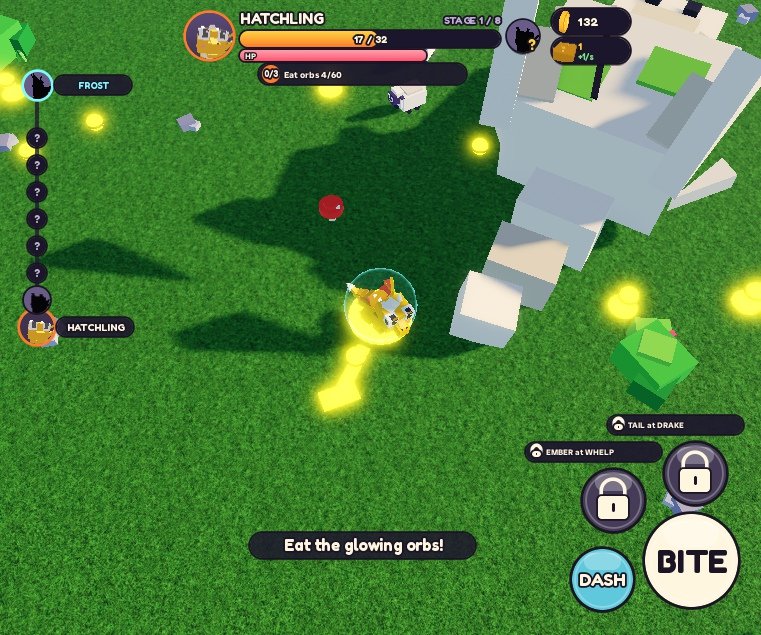 HATCHLING
STAGE 1 / 8
17 / 32
HP
0/3 Eat orbs 4/60
?
132
1
+1/s
FROST
?
?
?
?
?
?
HATCHLING
TAIL at DRAKE
EMBER at WHELP
Eat the glowing orbs!
BITE
DASH